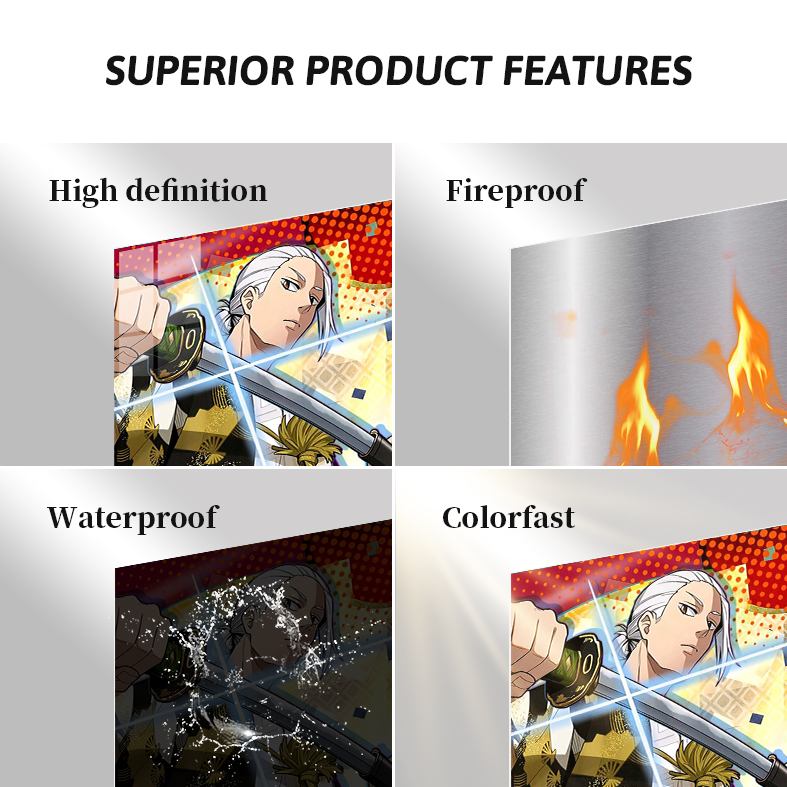 SUPERIOR PRODUCT FEATURES
High definition
Fireproof
Waterproof
Colorfast